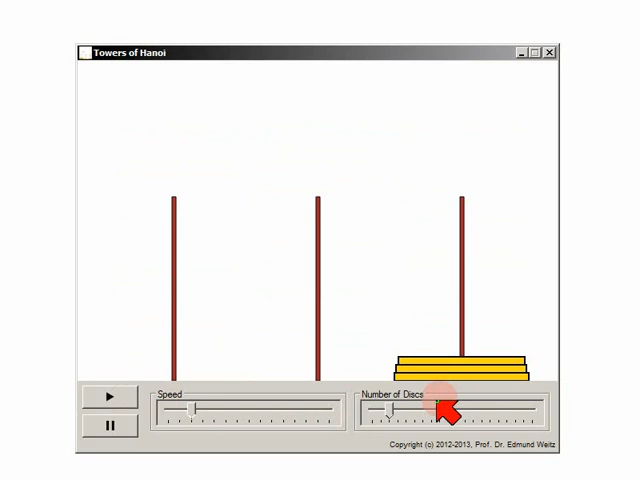 Towers of Hanoi
Speed
Number of Discs
Copyright (c) 2012-2013, Prof. Dr. Edmund Weitz